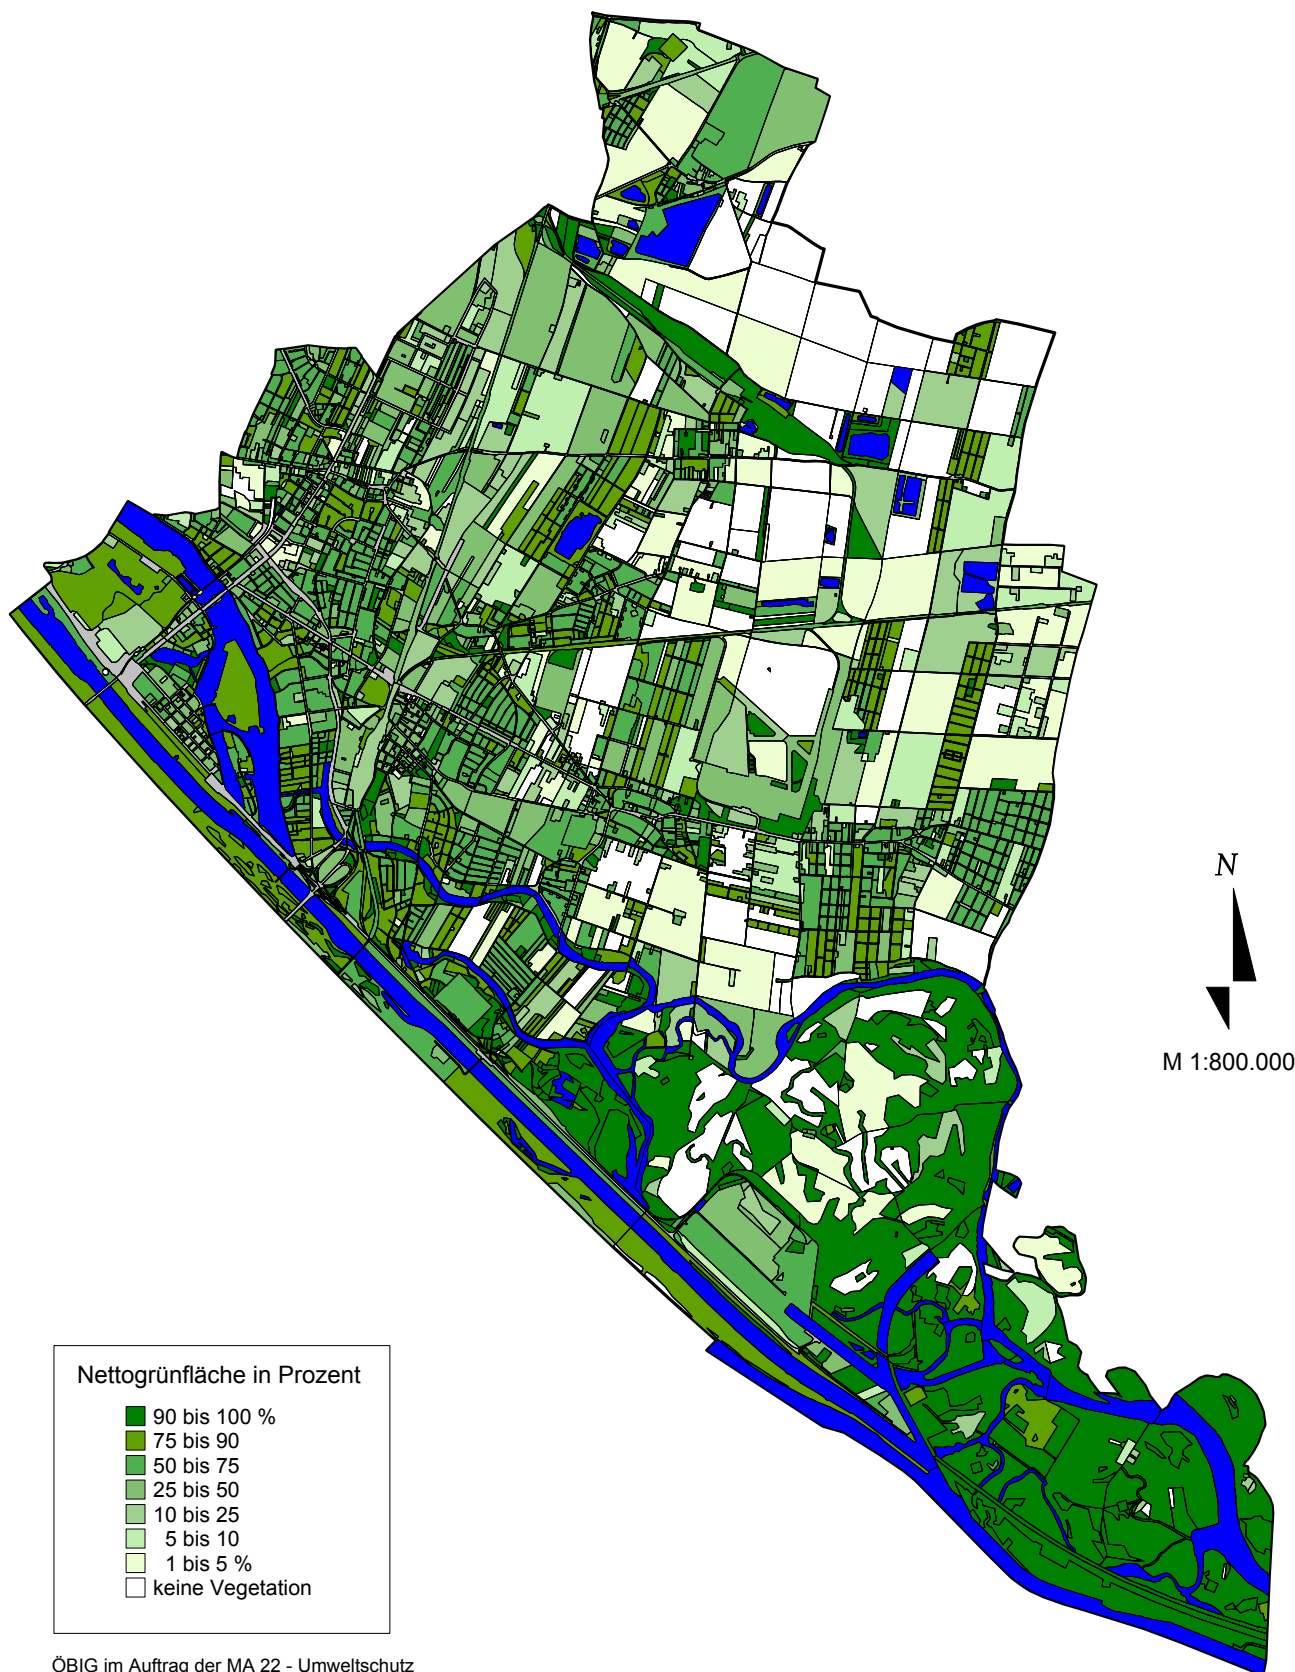 N
M 1:800.000
Nettogrünfläche in Prozent
90 bis 100 %
75 bis 90
50 bis 75
25 bis 50
10 bis 25
5 bis 10
1 bis 5 %
keine Vegetation
ÖBIG im Auftrag der MA 22 - Umweltschutz